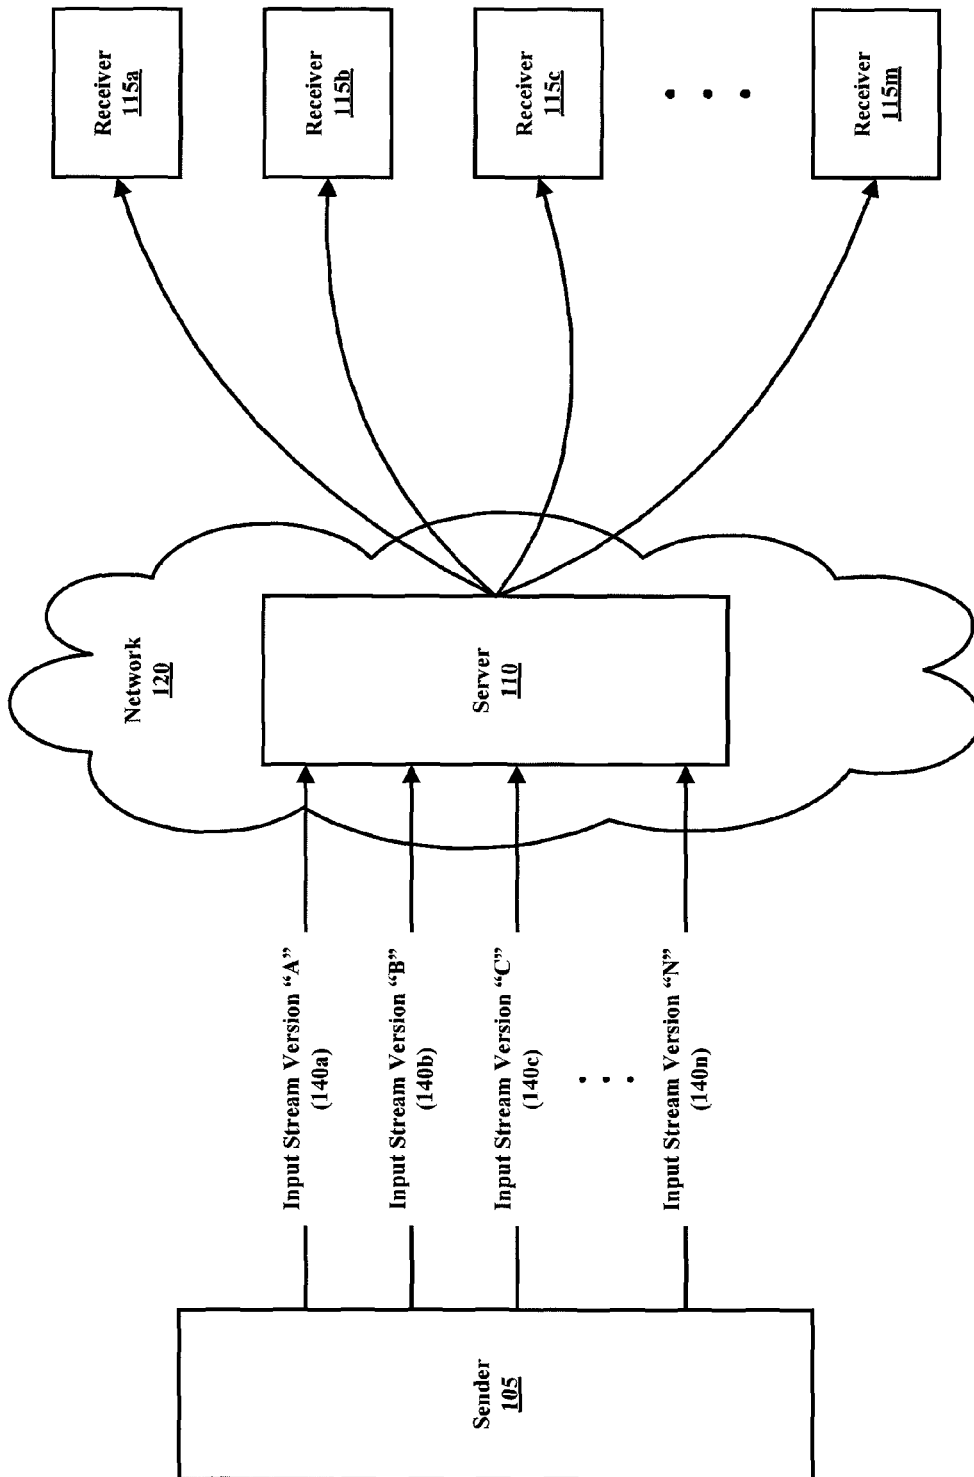 Sender
105
Input Stream Version “A”
(140a)
Input Stream Version “B”
(140b)
Input Stream Version “C”
(140c)
Input Stream Version “N”
(140n)
Network
120
Server
110
Receiver
115a
Receiver
115b
Receiver
115c
Receiver
115m